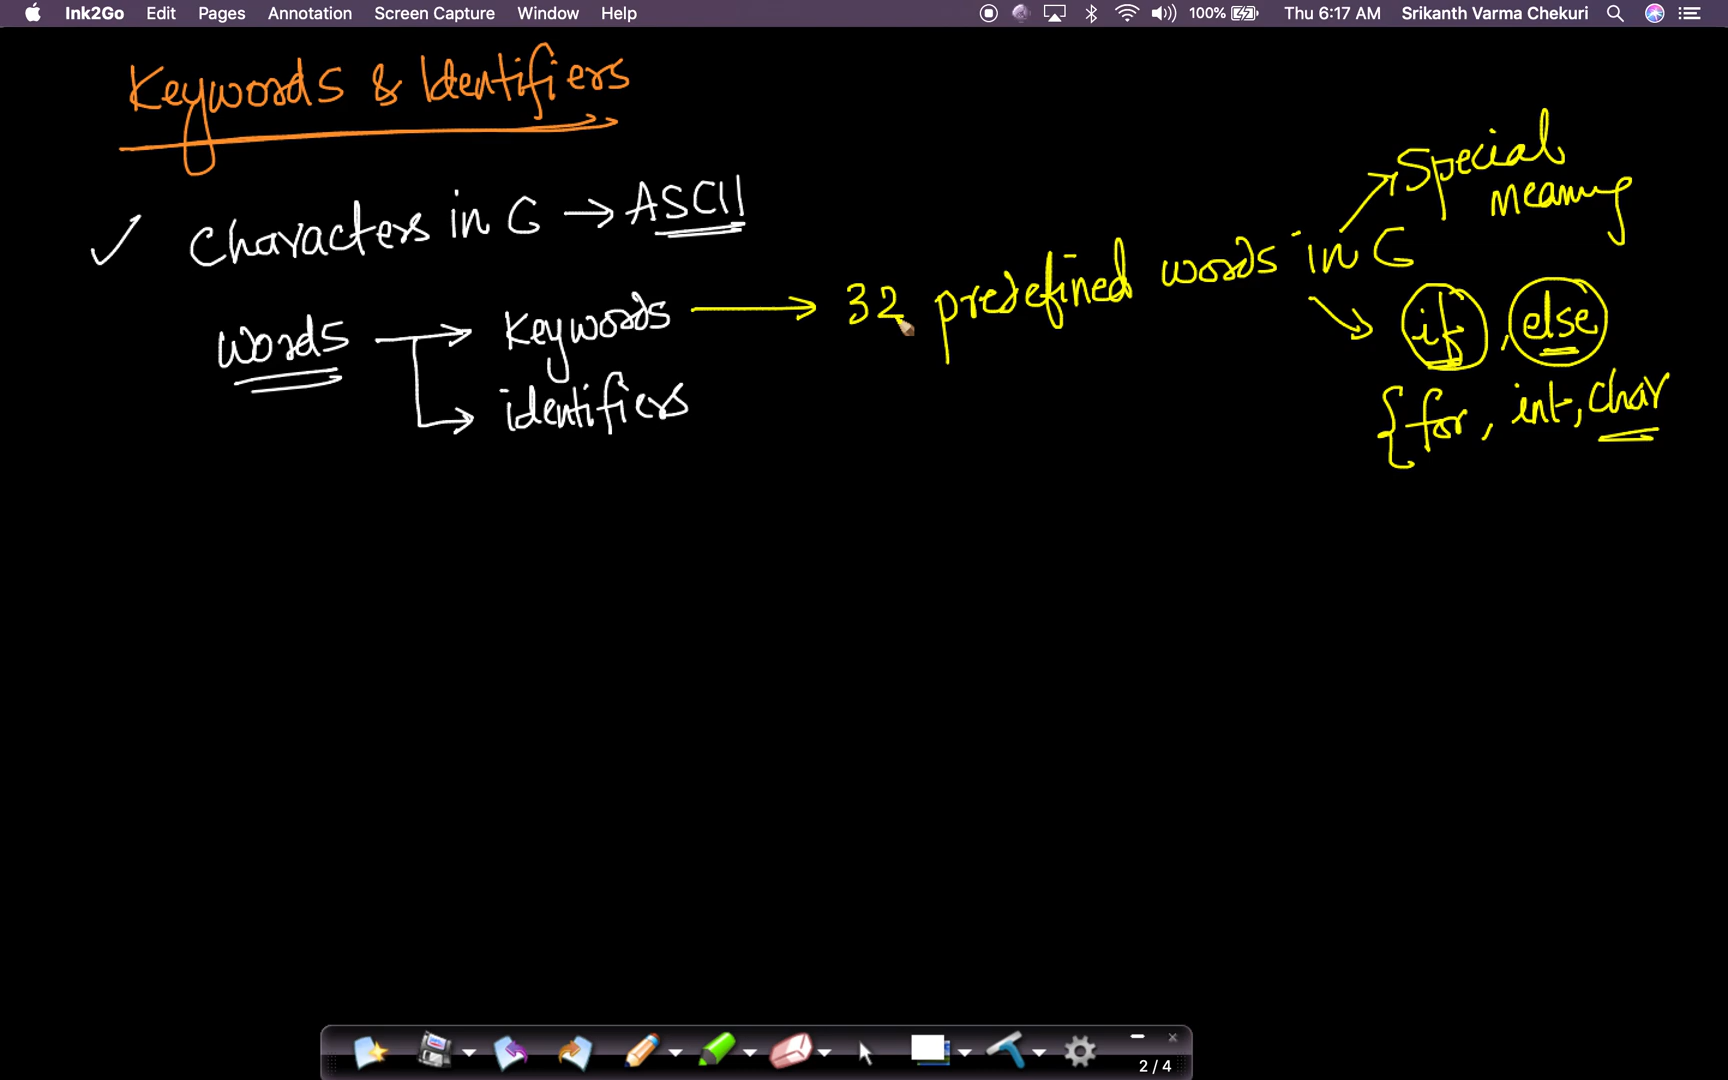 Ink2Go Edit Pages Annotation Screen Capture Window Help 100% Thu 6:17 AM Srikanth Varma Chekuri
Keywords & Identifiers
Characters in C → ASCII
Special
meaning
words → Keywords → 32 predefined words in C
identifiers
if, else
{for, int, char
2 / 4